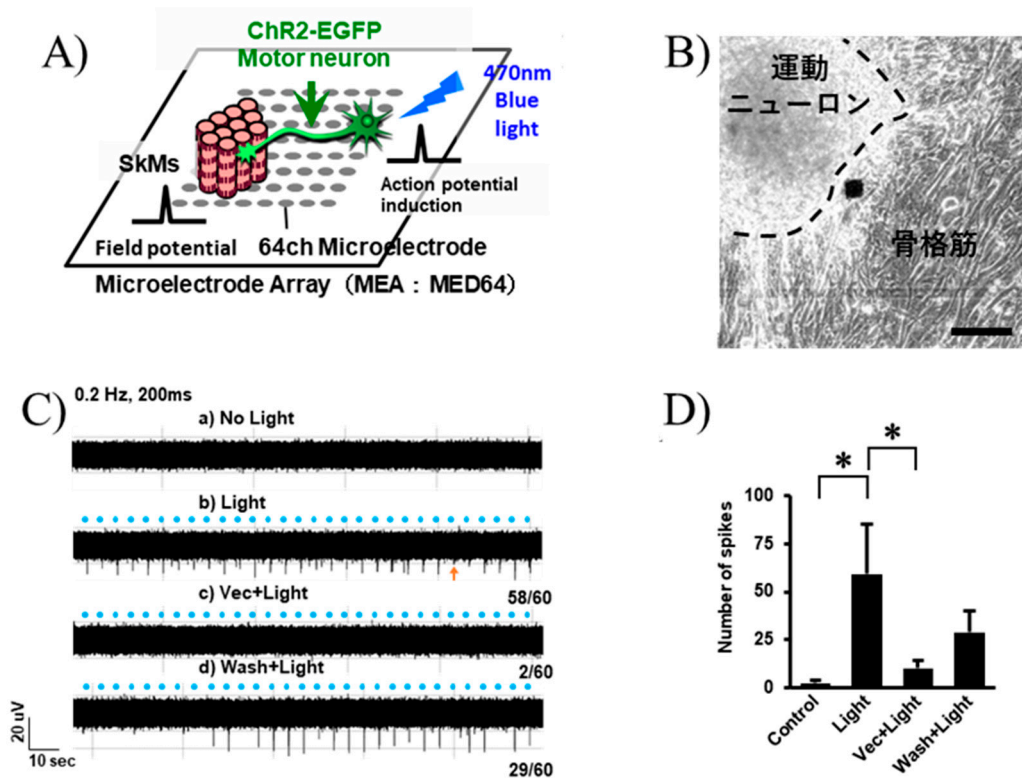 A)
ChR2-EGFP
Motor neuron
470nm
Blue
light
SkMs
Action potential
induction
Field potential
64ch Microelectrode
Microelectrode Array（MEA：MED64）
B)
運動
ニューロン
骨格筋
C)
0.2 Hz, 200ms
a) No Light
b) Light
58/60
c) Vec+Light
2/60
d) Wash+Light
29/60
20 uV
10 sec
D)
*
*
Number of spikes
100
75
50
25
0
Control
Light
Vec+Light
Wash+Light